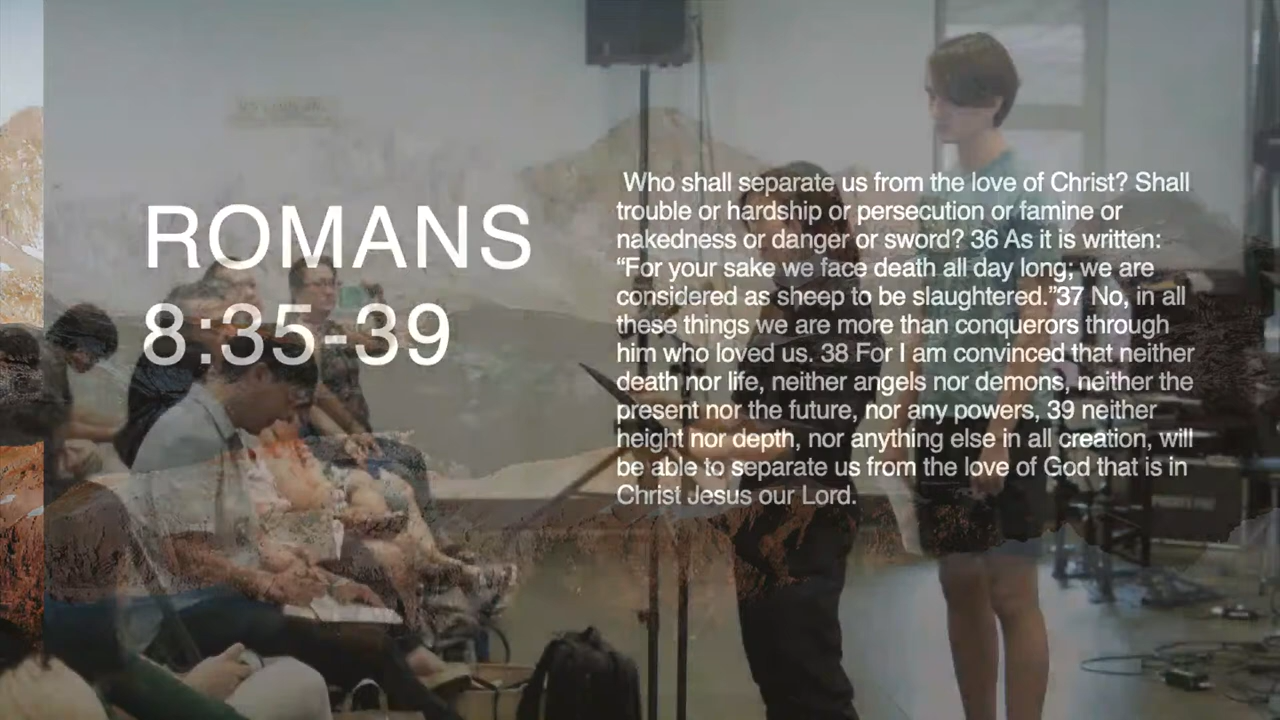 ROMANS
8:35-39
Who shall separate us from the love of Christ? Shall
trouble or hardship or persecution or famine or
nakedness or danger or sword? 36 As it is written:
“For your sake we face death all day long; we are
considered as sheep to be slaughtered.”37 No, in all
these things we are more than conquerors through
him who loved us. 38 For I am convinced that neither
death nor life, neither angels nor demons, neither the
present nor the future, nor any powers, 39 neither
height nor depth, nor anything else in all creation, will
be able to separate us from the love of God that is in
Christ Jesus our Lord.